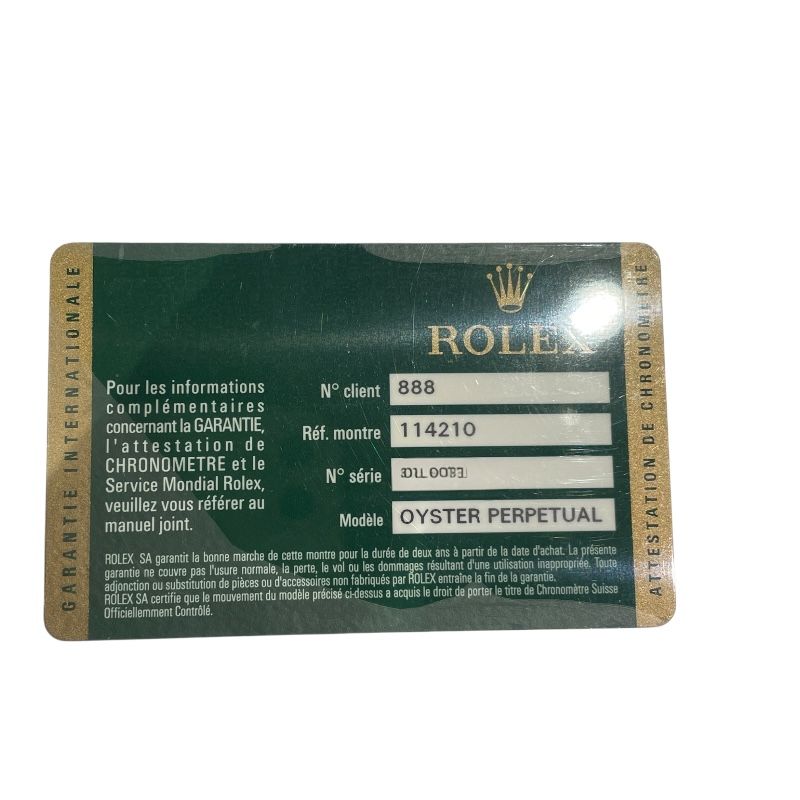 GARANTIE INTERNATIONALE
ROLEX
Pour les informations
complémentaires
concernant la GARANTIE,
l'attestation de
CHRONOMETRE et le
Service Mondial Rolex,
veuillez vous référer au
manuel joint.
N° client 888
Réf. montre 114210
N° série
Modèle OYSTER PERPETUAL
ROLEX SA garantit la bonne marche de cette montre pour la durée de deux ans à partir de la date d'achat. La présente
garantie ne couvre pas l'usure normale, la perte, le vol ou les dommages résultant d'une utilisation inappropriée. Toute
adjonction ou substitution de pièces ou d'accessoires non fabriqués par ROLEX entraîne la fin de la garantie.
ROLEX SA certifie que le mouvement du modèle précisé ci-dessus a acquis le droit de porter le titre de Chronomètre Suisse
Officiellement Contrôlé.
ATTESTATION DE CHRONOMETRE